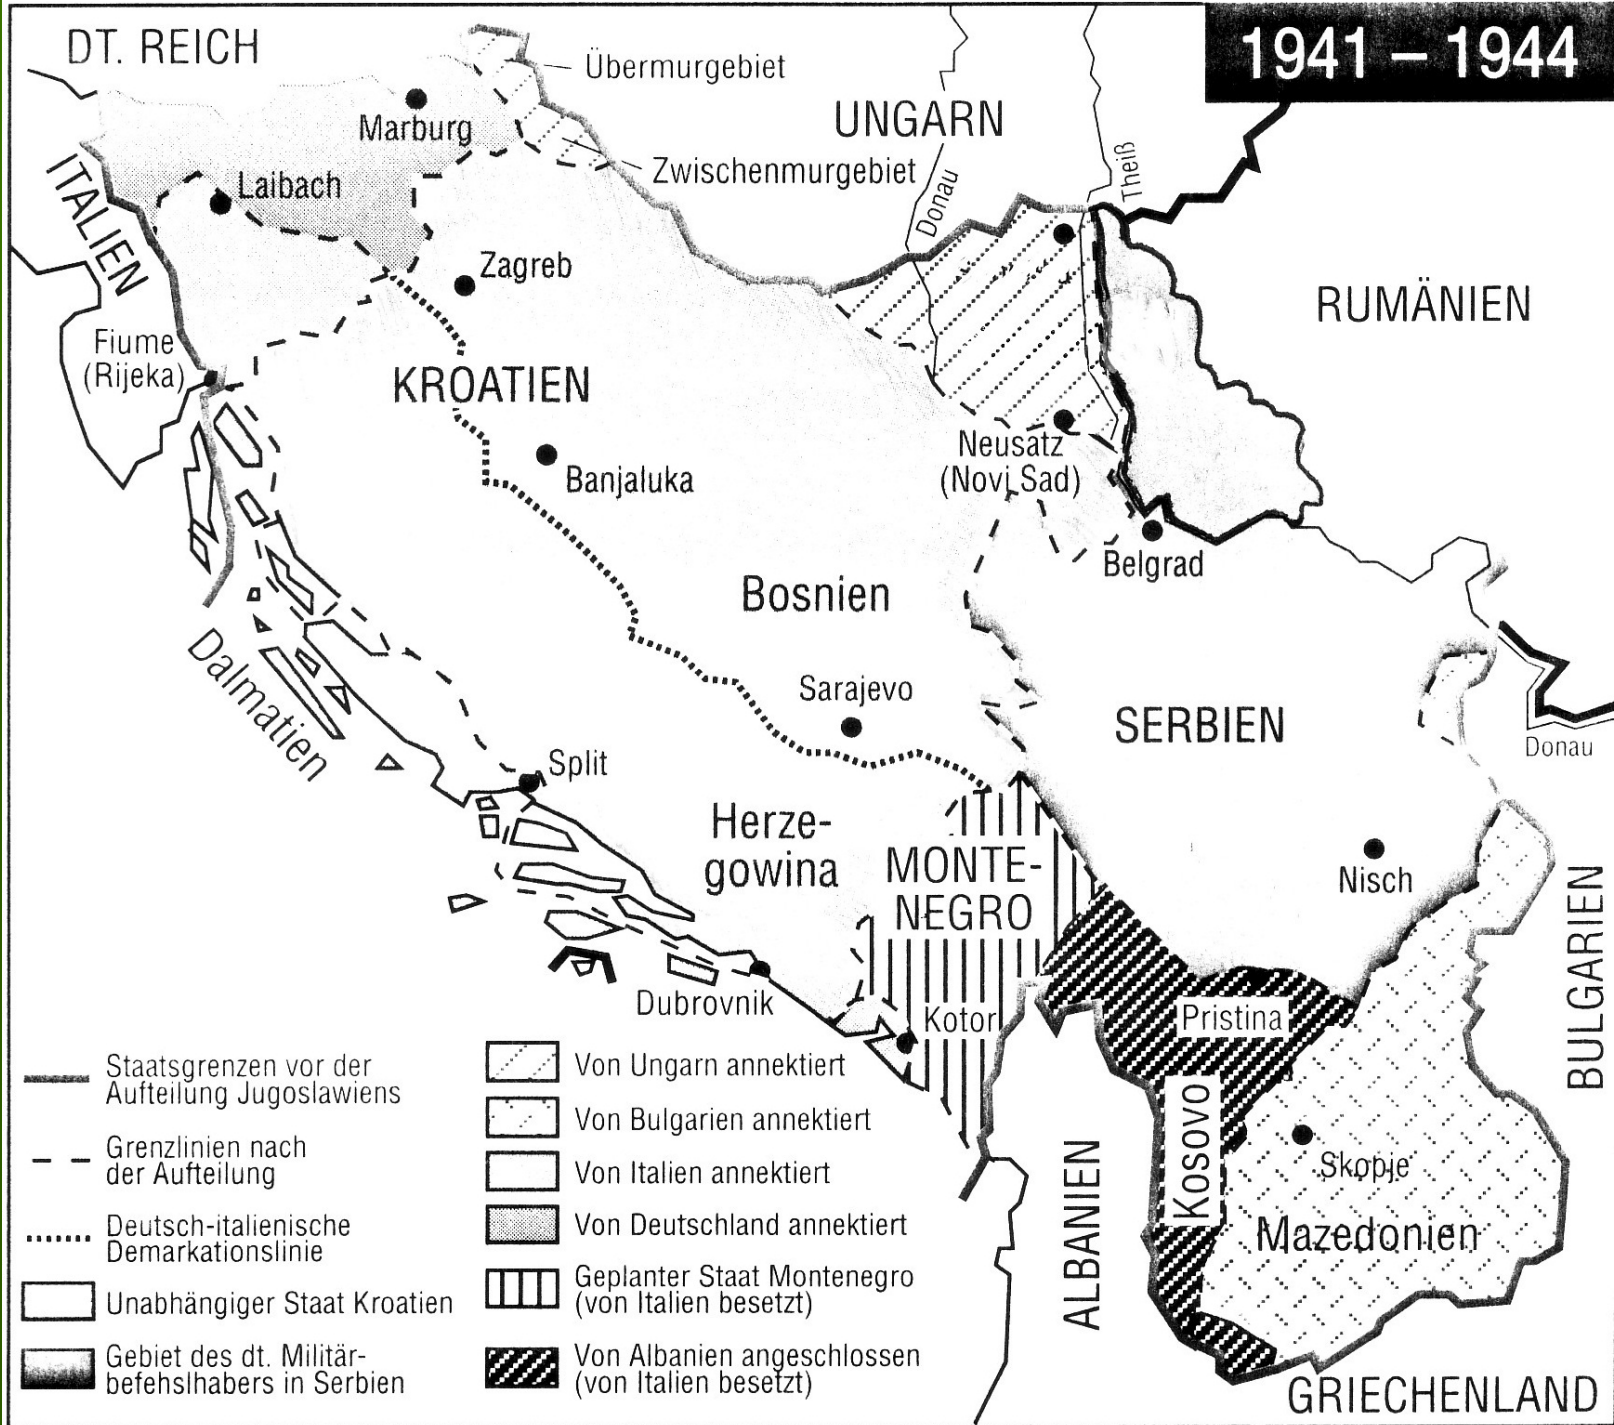 1941 – 1944
DT. REICH
Übermurgebiet
UNGARN
Marburg
Zwischenmurgebiet
Theiß
Donau
ITALIEN
Laibach
Zagreb
RUMÄNIEN
Fiume
(Rijeka)
KROATIEN
Neusatz
(Novi Sad)
Banjaluka
Belgrad
Bosnien
Dalmatien
Sarajevo
SERBIEN
Donau
Split
Herze-
gowina
MONTE-
NEGRO
Nisch
BULGARIEN
Dubrovnik
Kotor
Pristina
Kosovo
Skopje
ALBANIEN
Mazedonien
GRIECHENLAND
Staatsgrenzen vor der
Aufteilung Jugoslawiens
Grenzlinien nach
der Aufteilung
Deutsch-italienische
Demarkationslinie
Unabhängiger Staat Kroatien
Gebiet des dt. Militär-
befehslhabers in Serbien
Von Ungarn annektiert
Von Bulgarien annektiert
Von Italien annektiert
Von Deutschland annektiert
Geplanter Staat Montenegro
(von Italien besetzt)
Von Albanien angeschlossen
(von Italien besetzt)